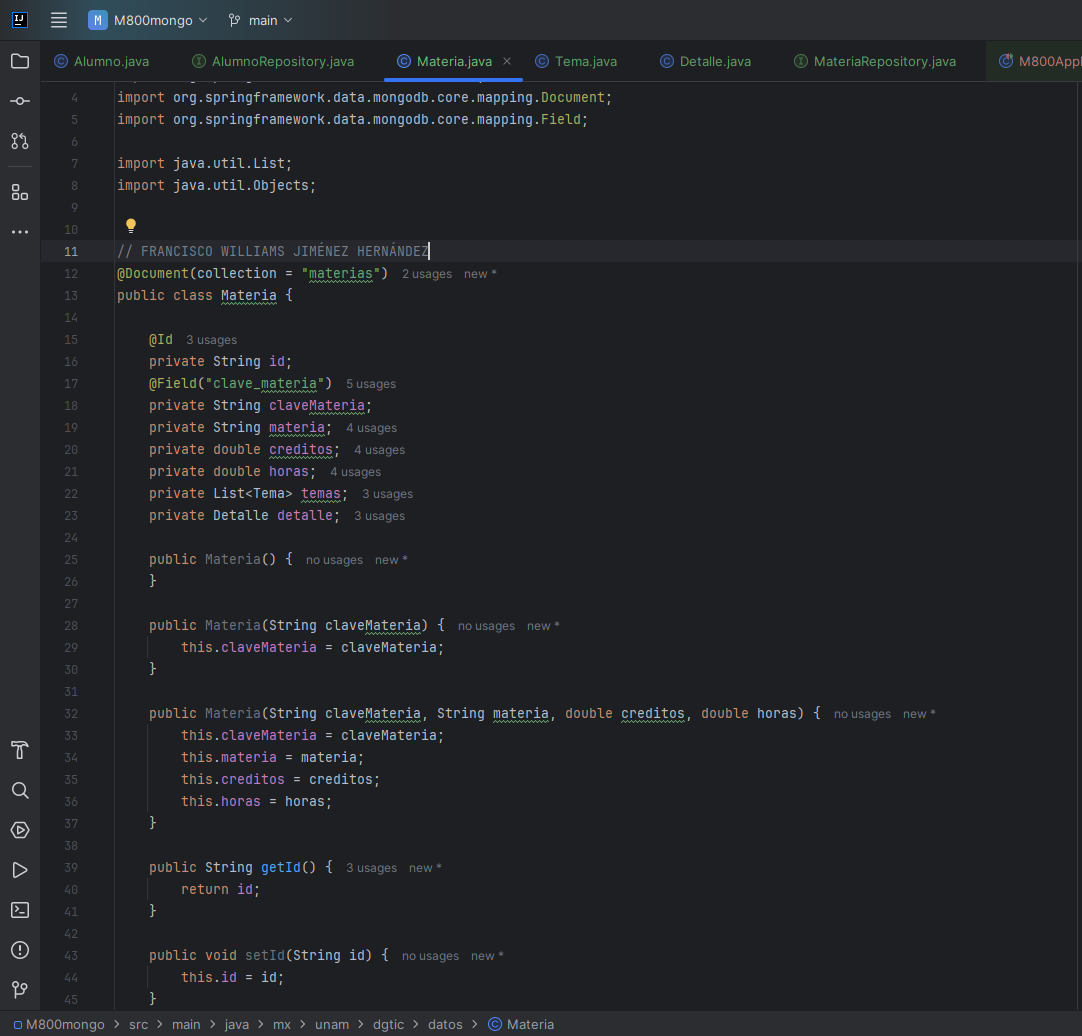 IJ M M800mongo main
Alumno.java AlumnoRepository.java Materia.java Tema.java Detalle.java MateriaRepository.java
4 import org.springframework.data.mongodb.core.mapping.Document;
5 import org.springframework.data.mongodb.core.mapping.Field;
6
7 import java.util.List;
8 import java.util.Objects;
9
10
11 // FRANCISCO WILLIAMS JIMÉNEZ HERNÁNDEZ
12 @Document(collection = "materias") 2 usages new *
13 public class Materia {
14
15 @Id 3 usages
16 private String id;
17 @Field("clave_materia") 5 usages
18 private String claveMateria;
19 private String materia; 4 usages
20 private double creditos; 4 usages
21 private double horas; 4 usages
22 private List<Tema> temas; 3 usages
23 private Detalle detalle; 3 usages
24
25 public Materia() { no usages new *
26 }
27
28 public Materia(String claveMateria) { no usages new *
29 this.claveMateria = claveMateria;
30 }
31
32 public Materia(String claveMateria, String materia, double creditos, double horas) { no usages new *
33 this.claveMateria = claveMateria;
34 this.materia = materia;
35 this.creditos = creditos;
36 this.horas = horas;
37 }
38
39 public String getId() { 3 usages new *
40 return id;
41 }
42
43 public void setId(String id) { no usages new *
44 this.id = id;
45 }
M800mongo > src > main > java > mx > unam > dgtic > datos > Materia